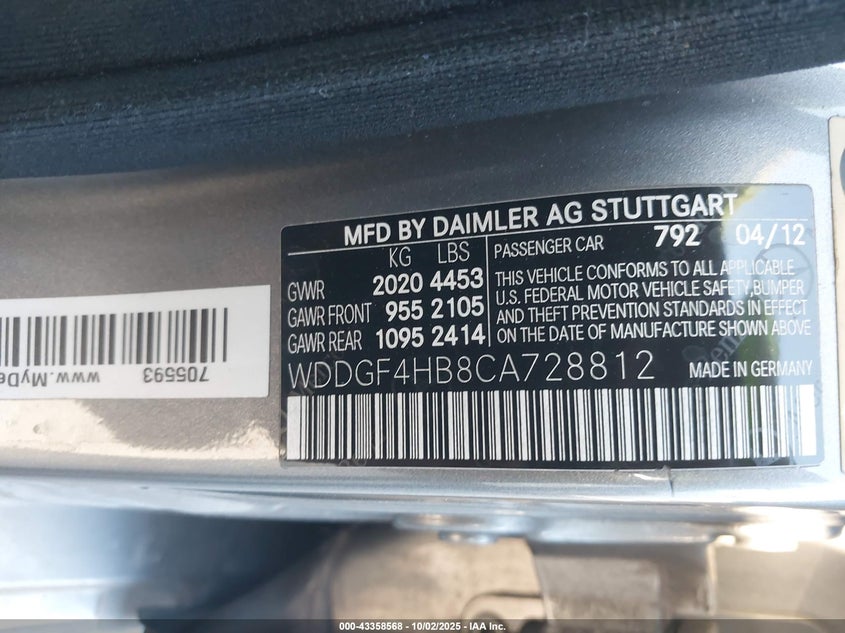 MFD BY DAIMLER AG STUTTGART
KG LBS
GVWR 2020 4453
GAWR FRONT 955 2105
GAWR REAR 1095 2414
PASSENGER CAR 792 04/12
THIS VEHICLE CONFORMS TO ALL APPLICABLE
U.S. FEDERAL MOTOR VEHICLE SAFETY,BUMPER
AND THEFT PREVENTION STANDARDS IN EFFECT
ON THE DATE OF MANUFACTURE SHOWN ABOVE
WDDGF4HB8CA728812 MADE IN GERMANY
705593
www.MyDe
000-43358568 - 10/02/2025 - IAA Inc.